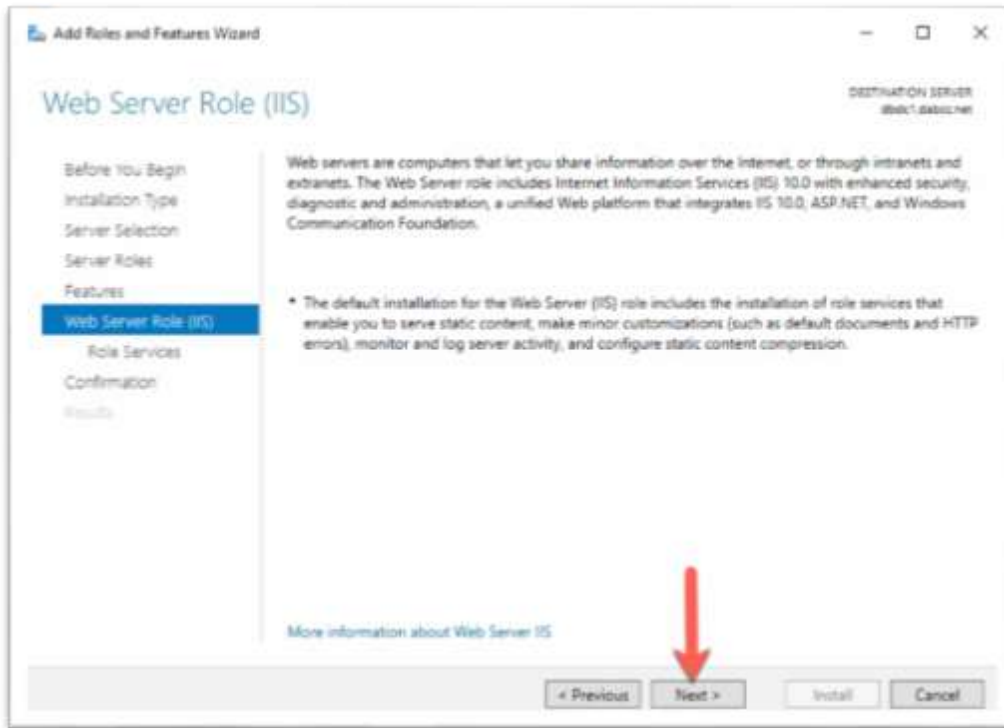 Add Roles and Features Wizard
Web Server Role (IIS)
DESTINATION SERVER
Before You Begin
Installation Type
Server Selection
Server Roles
Features
Web Server Role (IIS)
Role Services
Confirmation
Results
Web servers are computers that let you share information over the Internet, or through intranets and
extranets. The Web Server role includes Internet Information Services (IIS) 10.0 with enhanced security,
diagnostic and administration, a unified Web platform that integrates IIS 10.0, ASP.NET, and Windows
Communication Foundation.
• The default installation for the Web Server (IIS) role includes the installation of role services that
enable you to serve static content, make minor customizations (such as default documents and HTTP
errors), monitor and log server activity, and configure static content compression.
More information about Web Server IIS
< Previous
Next >
Install
Cancel